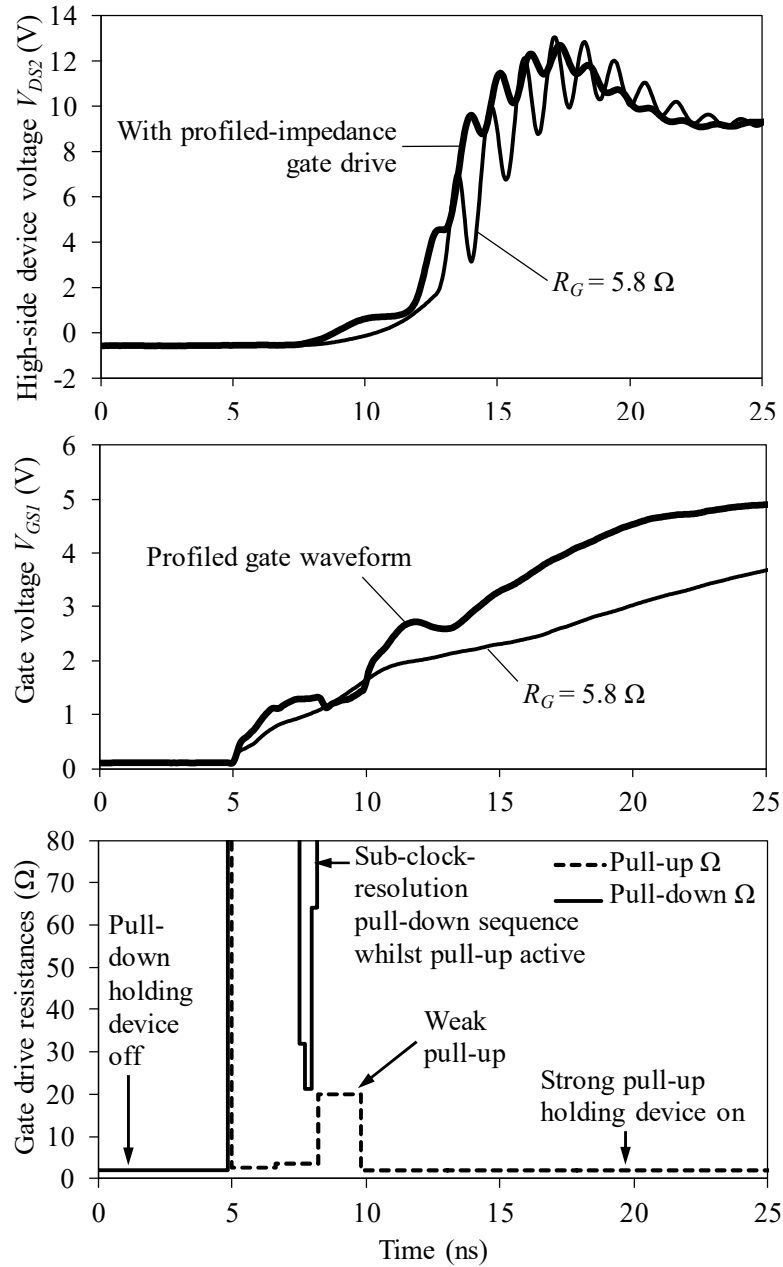 High-side device voltage V_DS2 (V)
14
12
10
8
6
4
2
0
-2
With profiled-impedance
gate drive
R_G = 5.8 Ω
0 5 10 15 20 25
Gate voltage V_GS1 (V)
6
5
4
3
2
1
0
Profiled gate waveform
R_G = 5.8 Ω
0 5 10 15 20 25
Gate drive resistances (Ω)
80
70
60
50
40
30
20
10
0
Pull-
down
holding
device
off
Sub-clock-
resolution
pull-down sequence
whilst pull-up active
Pull-up Ω
Pull-down Ω
Weak
pull-up
Strong pull-up
holding device on
0 5 10 15 20 25
Time (ns)